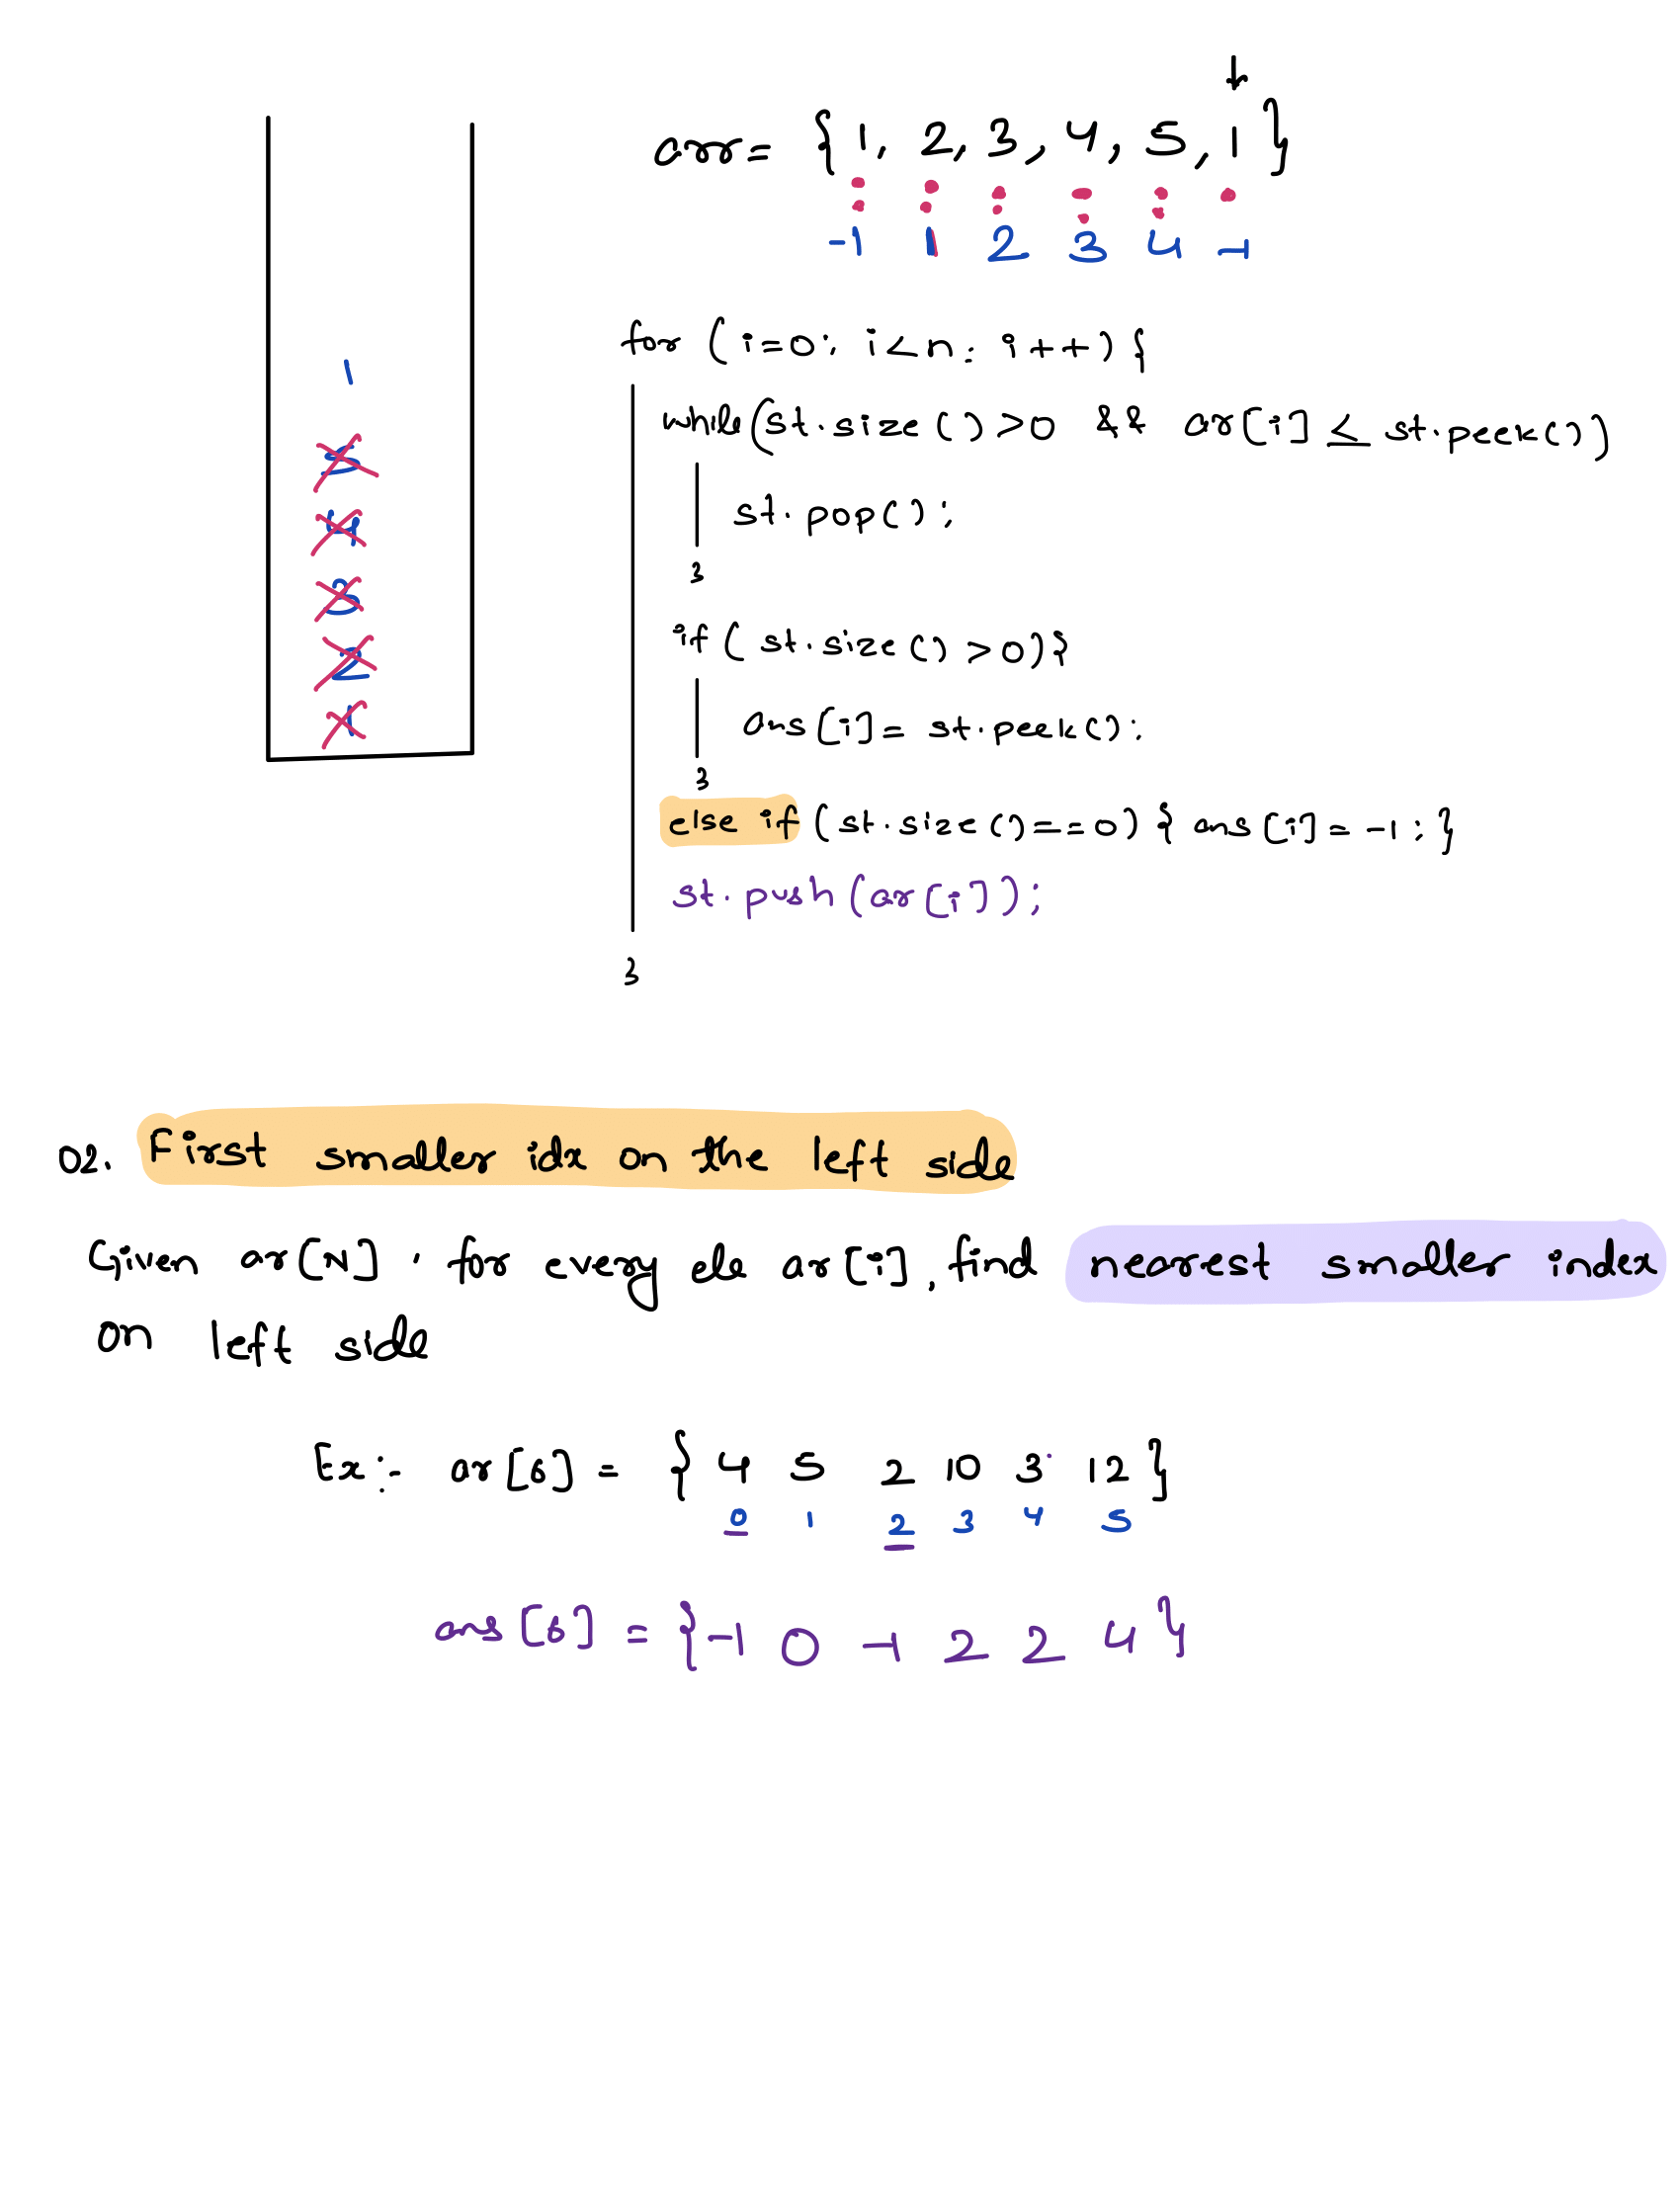 arr = { 1, 2, 3, 4, 5, 1 }
-1 1 2 3 4 -1
for ( i=0; i<n; i++ ) {
while(st.size()>0 && ar[i] ≤ st.peek())
st.pop();
}
if ( st.size() >0){
ans[i]= st.peek();
}
else if ( st.size()==0) { ans[i]= -1; }
st.push(ar[i]);
}
1
5
4
3
2
1
02. First smaller idx on the left side
Given ar[N]. for every ele ar[i], find nearest smaller index
on left side
Ex:- ar[6] = { 4 5 2 10 3 12 }
0 1 2 3 4 5
ans[6] = {-1 0 -1 2 2 4 }